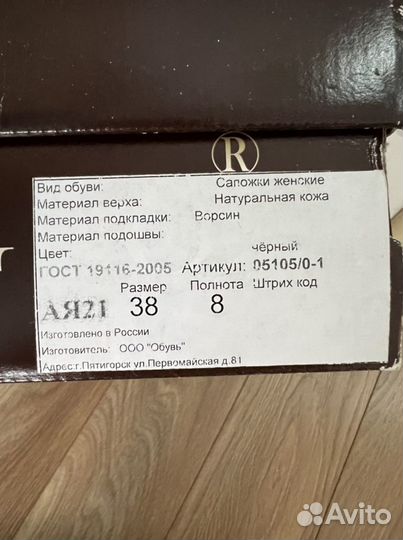 ®
Вид обуви: Сапожки женские
Материал верха: Натуральная кожа
Материал подкладки: Ворсин
Материал подошвы:
Цвет: чёрный
ГОСТ 19116-2005 Артикул: 05105/0-1
Размер Полнота Штрих код
АЯ21 38 8
Изготовлено в России
Изготовитель: ООО "Обувь"
Адрес:г.Пятигорск ул.Первомайская д.81
Avito